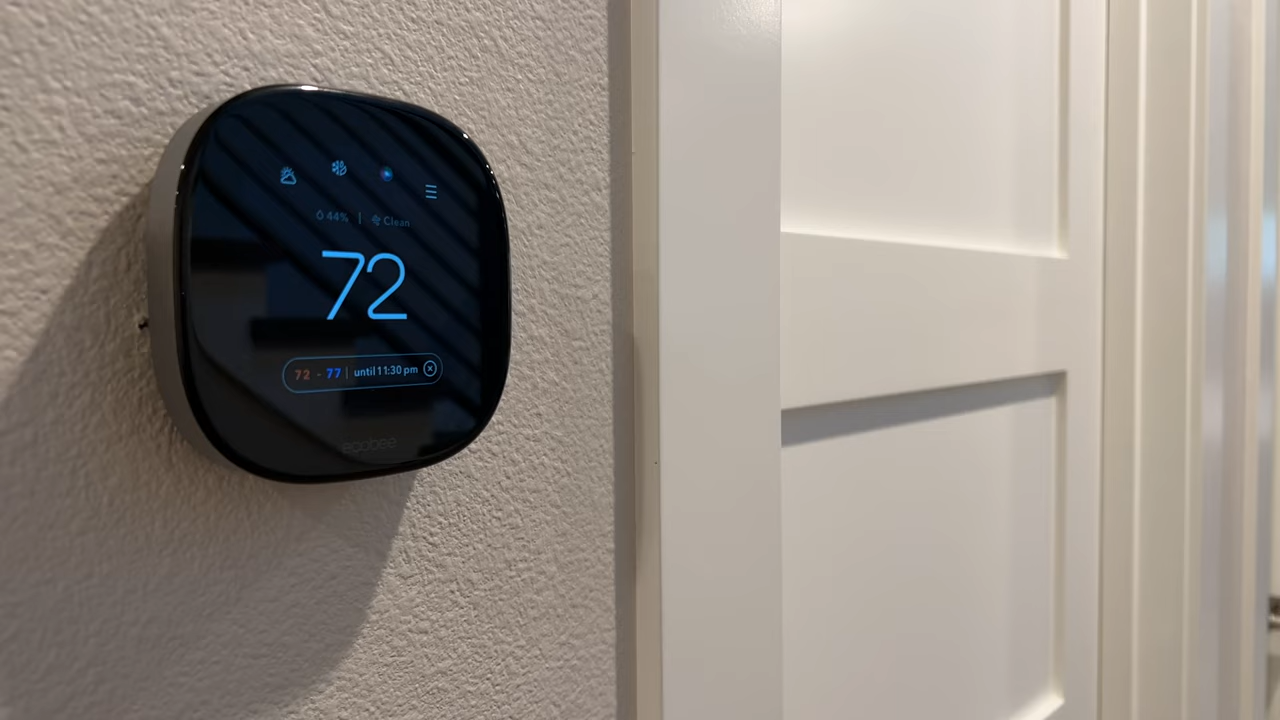 44% | Clean
72
72 - 77 | until 11:30 pm
ecobee